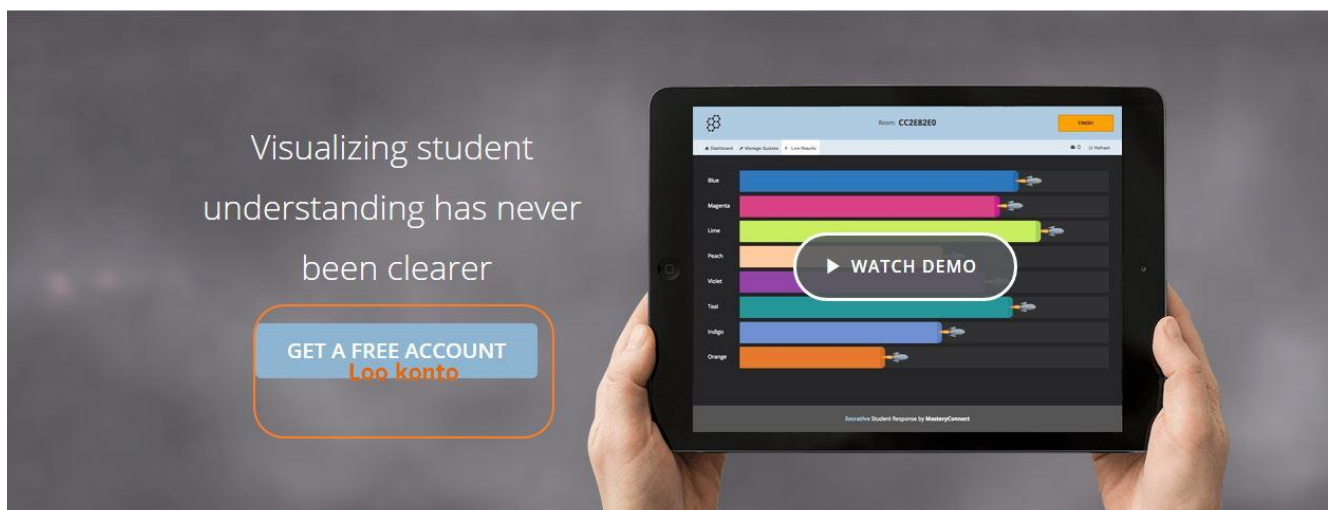 Visualizing student
understanding has never
been clearer
GET A FREE ACCOUNT
Loo konto
Room: CC2E82E0
FINISH
Dashboard Manage Quizzes Live Results
0 Refresh
Blue
Magenta
Lime
Peach
WATCH DEMO
Violet
Teal
Indigo
Orange
Socrative Student Response by MasteryConnect